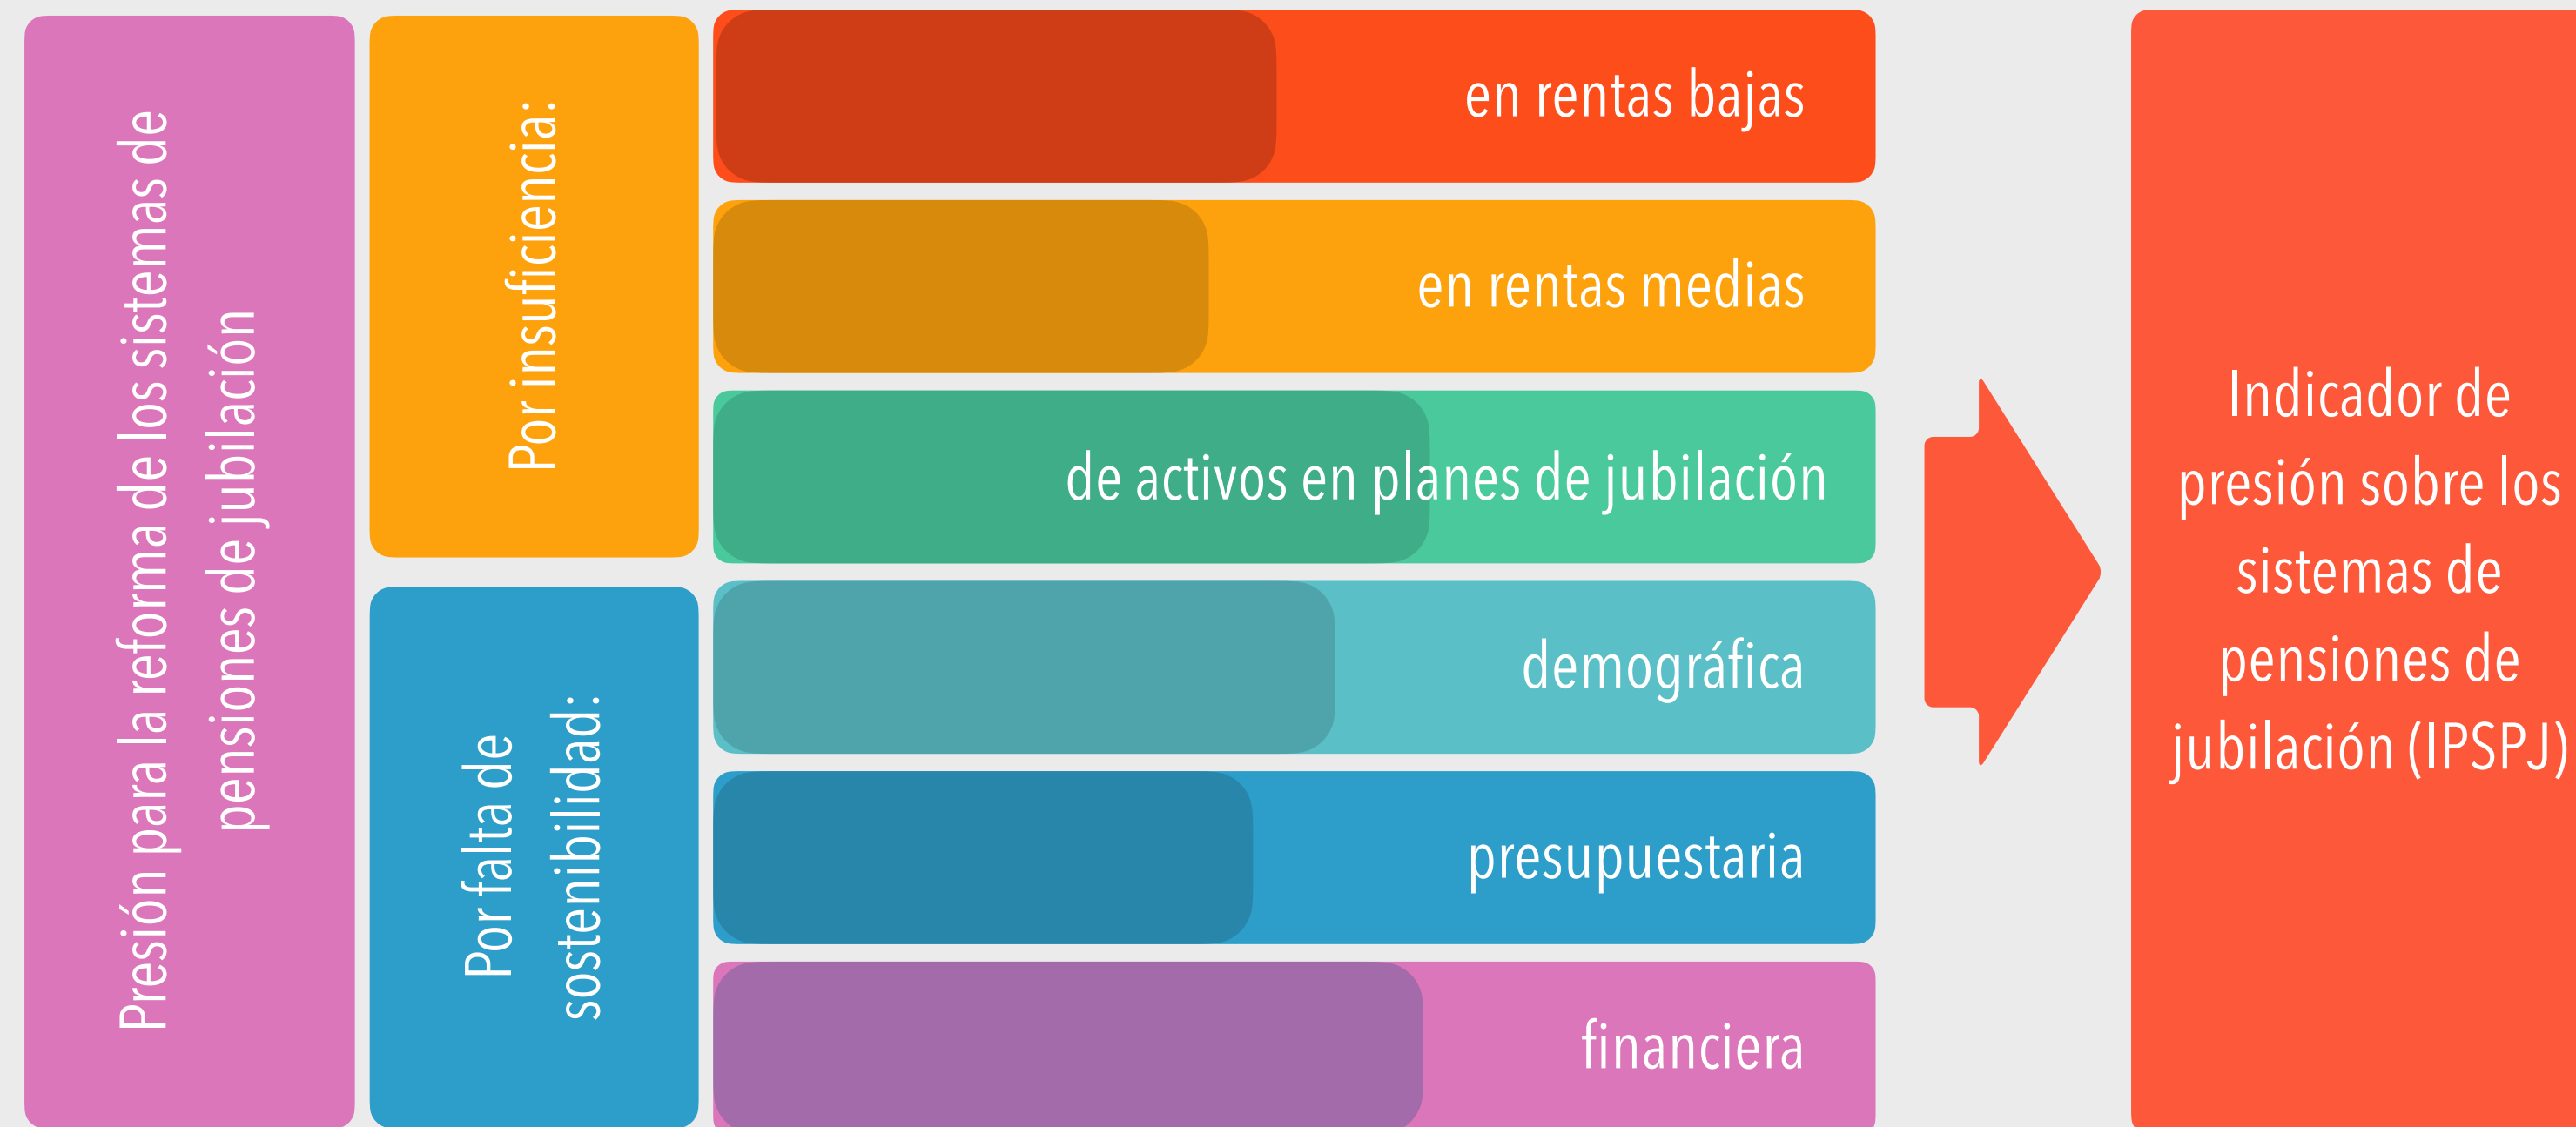 Presión para la reforma de los sistemas de
pensiones de jubilación
Por insuficiencia:
en rentas bajas
en rentas medias
de activos en planes de jubilación
Por falta de
sostenibilidad:
demográfica
presupuestaria
financiera
Indicador de
presión sobre los
sistemas de
pensiones de
jubilación (IPSPJ)